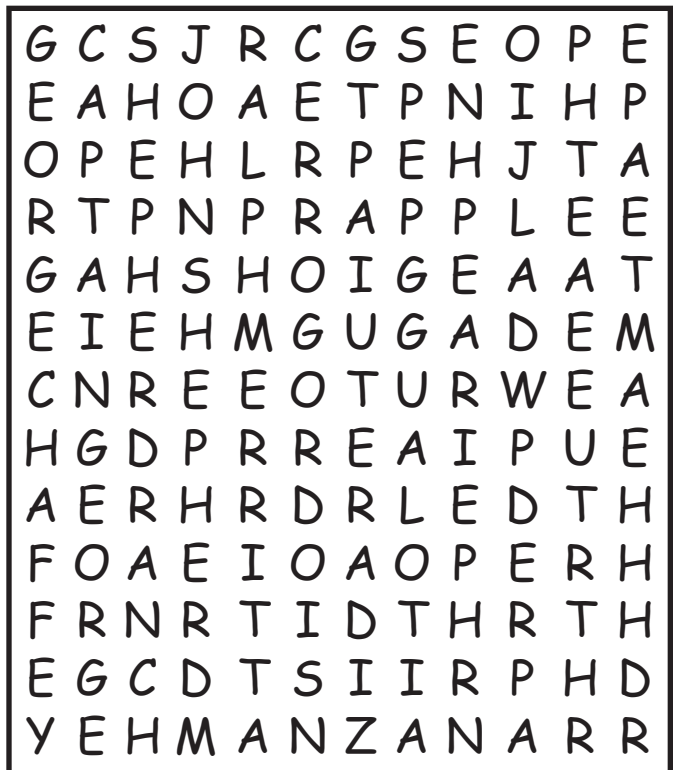 G C S J R C G S E O P E
E A H O A E T P N I H P
O P E H L R P E H J T A
R T P N P R A P P L E E
G A H S H O I G E A A T
E I E H M G U G A D E M
C N R E E O T U R W E A
H G D P R R E A I P U E
A E R H R D R L E D T H
F O A E I O A O P E R H
F R N R T I D T H R T H
E G C D T S I I R P H D
Y E H M A N Z A N A R R